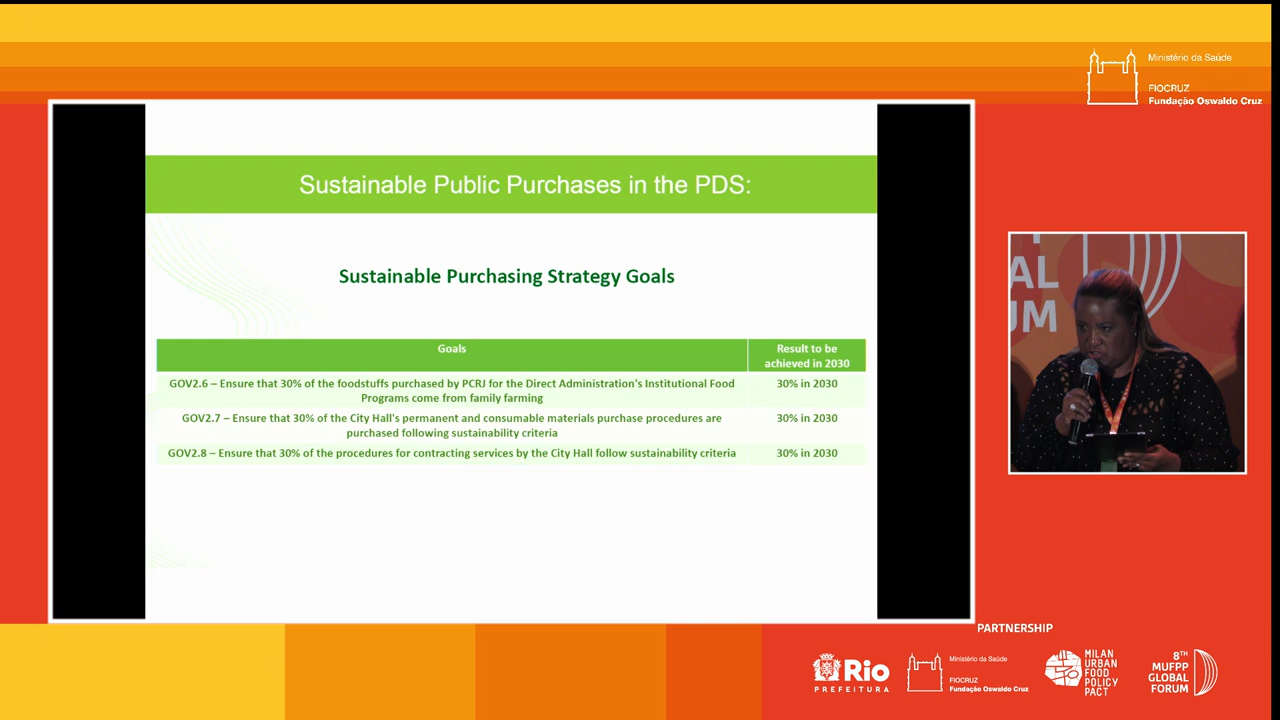 Ministério da Saúde
FIOCRUZ
Fundação Oswaldo Cruz
Sustainable Public Purchases in the PDS:
Sustainable Purchasing Strategy Goals
Goals
Result to be
achieved in 2030
GOV2.6 – Ensure that 30% of the foodstuffs purchased by PCRJ for the Direct Administration's Institutional Food
Programs come from family farming
30% in 2030
GOV2.7 – Ensure that 30% of the City Hall's permanent and consumable materials purchase procedures are
purchased following sustainability criteria
30% in 2030
GOV2.8 – Ensure that 30% of the procedures for contracting services by the City Hall follow sustainability criteria
30% in 2030
AL
UM
PARTNERSHIP
Rio
PREFEITURA
Ministério da Saúde
FIOCRUZ
Fundação Oswaldo Cruz
MILAN
URBAN
FOOD
POLICY
PACT
8TH
MUFPP
GLOBAL
FORUM